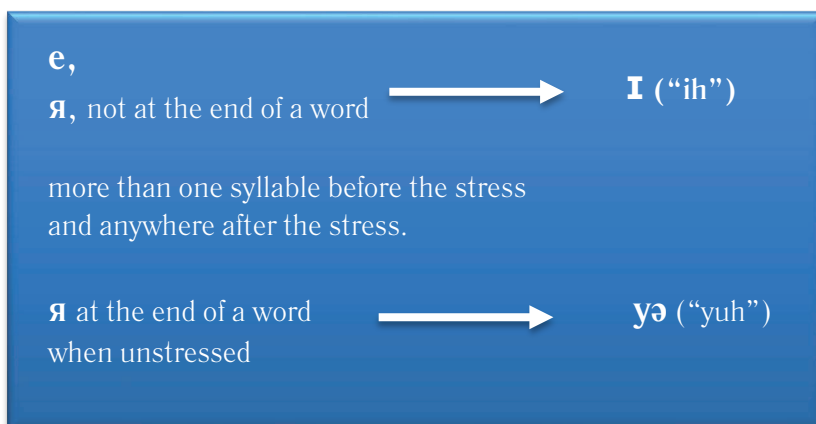 е,
я, not at the end of a word
I (“ih”)
more than one syllable before the stress
and anywhere after the stress.
я at the end of a word
when unstressed
yə (“yuh”)